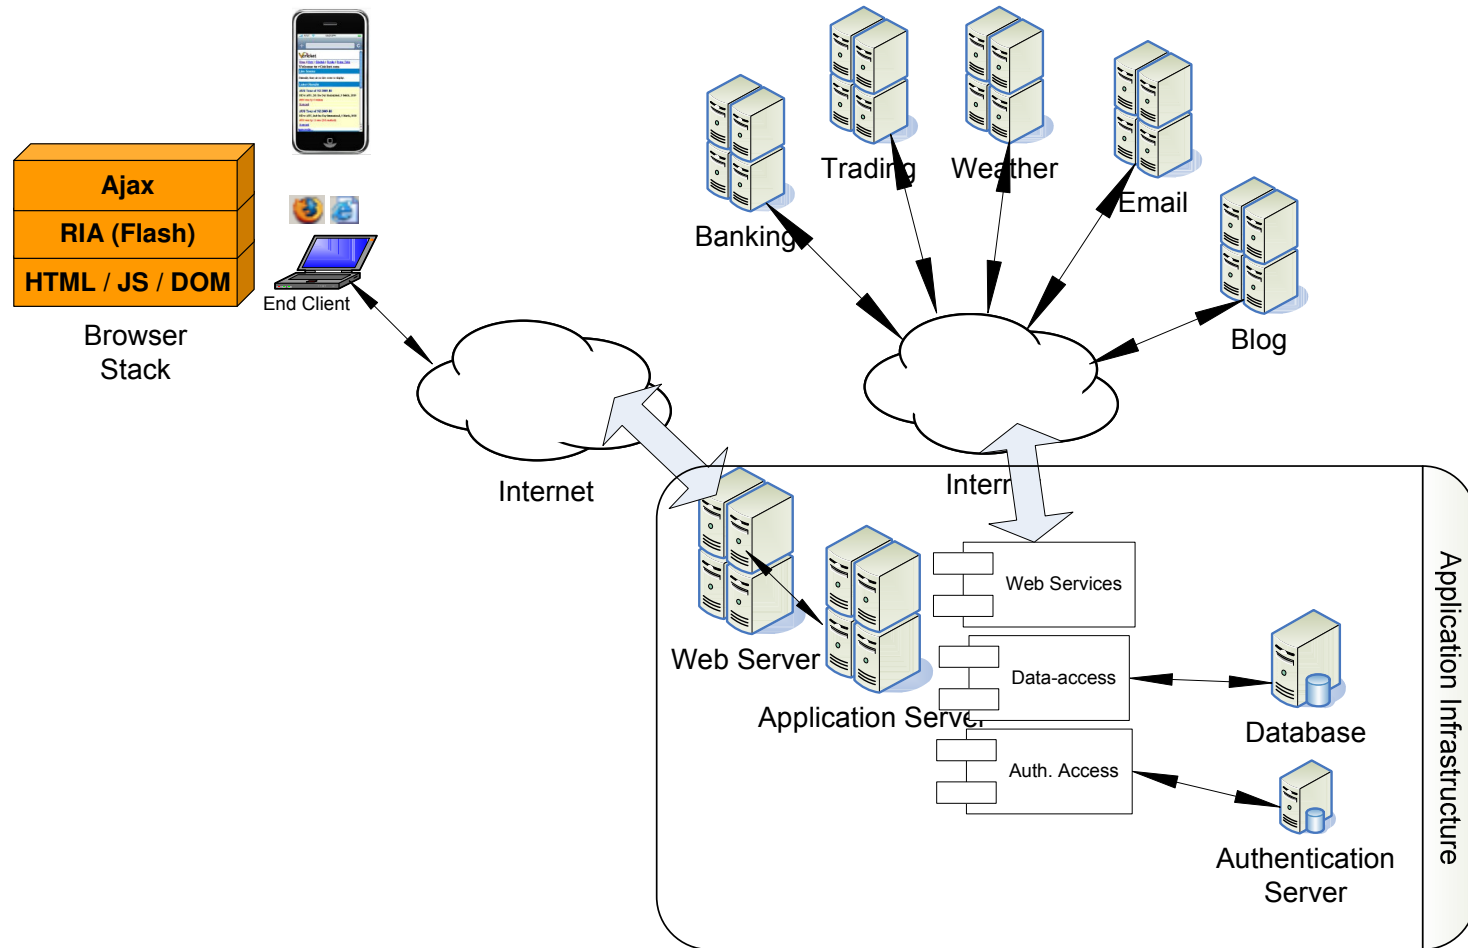 Ajax
RIA (Flash)
HTML / JS / DOM
Browser
Stack
End Client
Internet
Banking
Trading
Weather
Email
Blog
Intern
Web Server
Application Server
Web Services
Data-access
Auth. Access
Database
Authentication
Server
Application Infrastructure